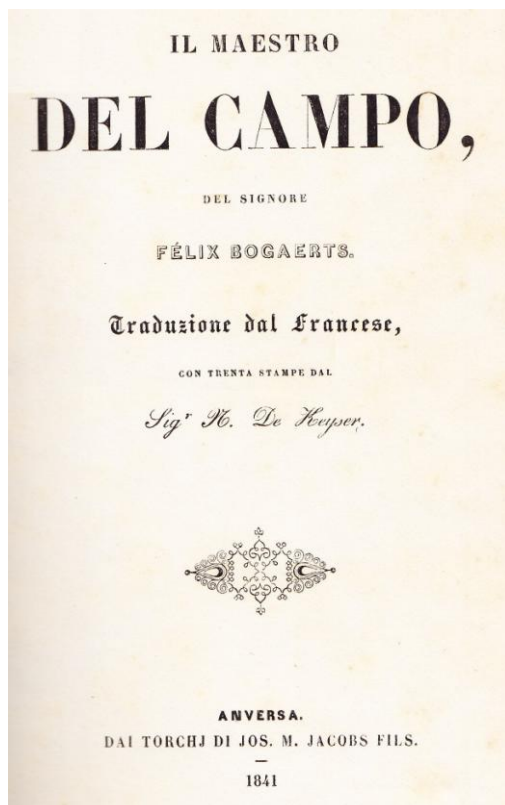 IL MAESTRO
DEL CAMPO,
DEL SIGNORE
FÉLIX BOGAERTS.
Traduzione dal Francese,
CON TRENTA STAMPE DAL
Sigr N. De Keyser.
ANVERSA.
DAI TORCHJ DI JOS. M. JACOBS FILS.
1841